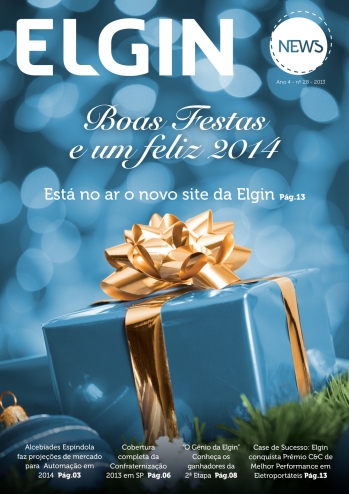 ELGIN
NEWS
Ano 4 - nº 28 - 2013
Boas Festas
e um feliz 2014
Está no ar o novo site da Elgin Pág.13
Alcebíades Espíndola
faz projeções de mercado
para Automação em
2014 Pág.03
Cobertura
completa da
Confraternização
2013 em SP Pág.06
"O Gênio da Elgin"
Conheça os
ganhadores da
2ª Etapa Pág.08
Case de Sucesso: Elgin
conquista Prêmio C&C de
Melhor Performance em
Eletroportáteis Pág.13